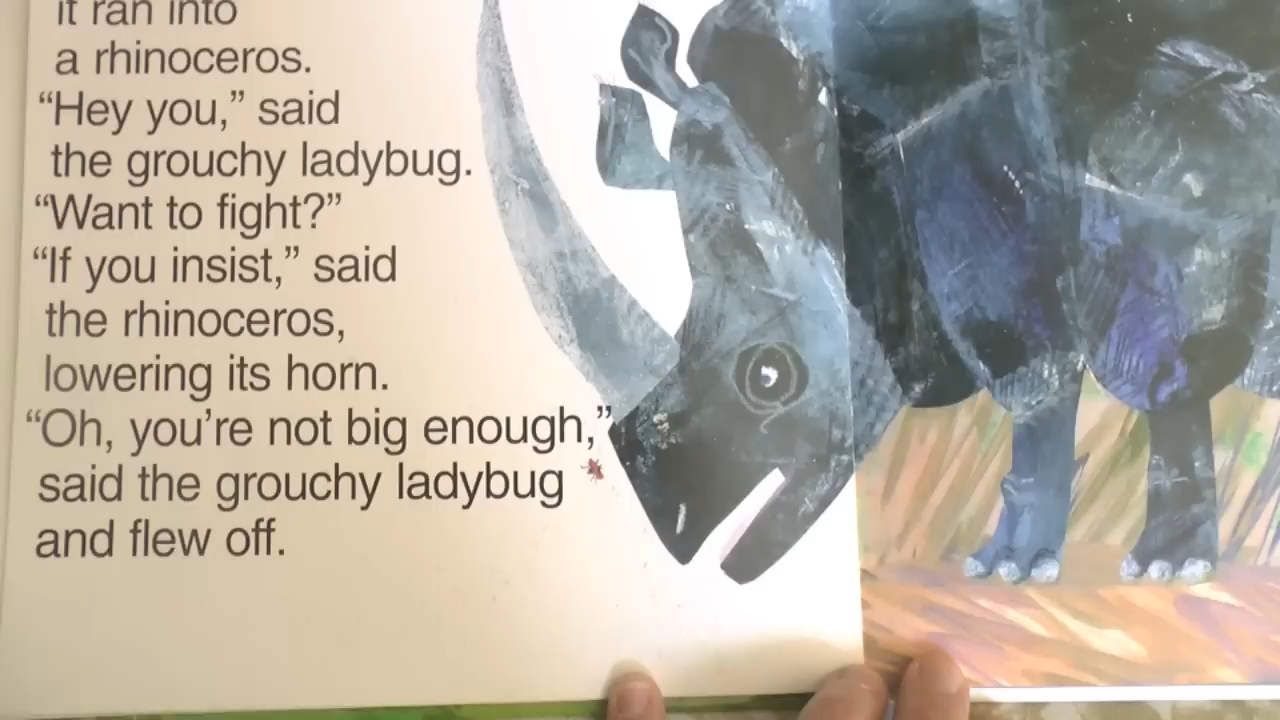 it ran into
a rhinoceros.
“Hey you,” said
the grouchy ladybug.
“Want to fight?”
“If you insist,” said
the rhinoceros,
lowering its horn.
“Oh, you’re not big enough,”
said the grouchy ladybug
and flew off.